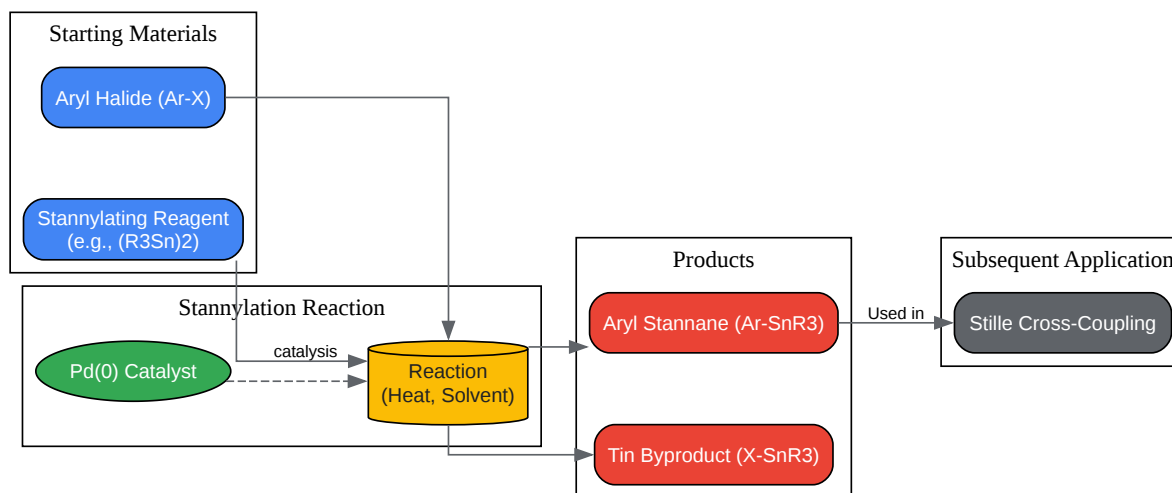 Starting Materials
Aryl Halide (Ar-X)
Stannylating Reagent
(e.g., (R3Sn)2)
Stannylation Reaction
Pd(0) Catalyst
catalysis
Reaction
(Heat, Solvent)
Products
Aryl Stannane (Ar-SnR3)
Tin Byproduct (X-SnR3)
Used in
Subsequent Application
Stille Cross-Coupling